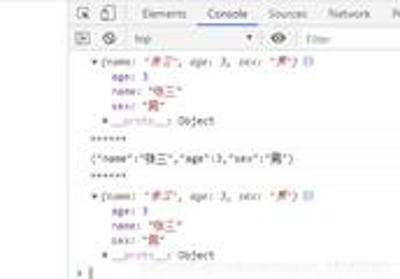 Elements Console Sources Network
top Filter
▼{name: "张三", age: 3, sex: "男"}
age: 3
name: "张三"
sex: "男"
▶__proto__: Object
******
{"name":"张三","age":3,"sex":"男"}
******
▼{name: "张三", age: 3, sex: "男"}
age: 3
name: "张三"
sex: "男"
▶__proto__: Object